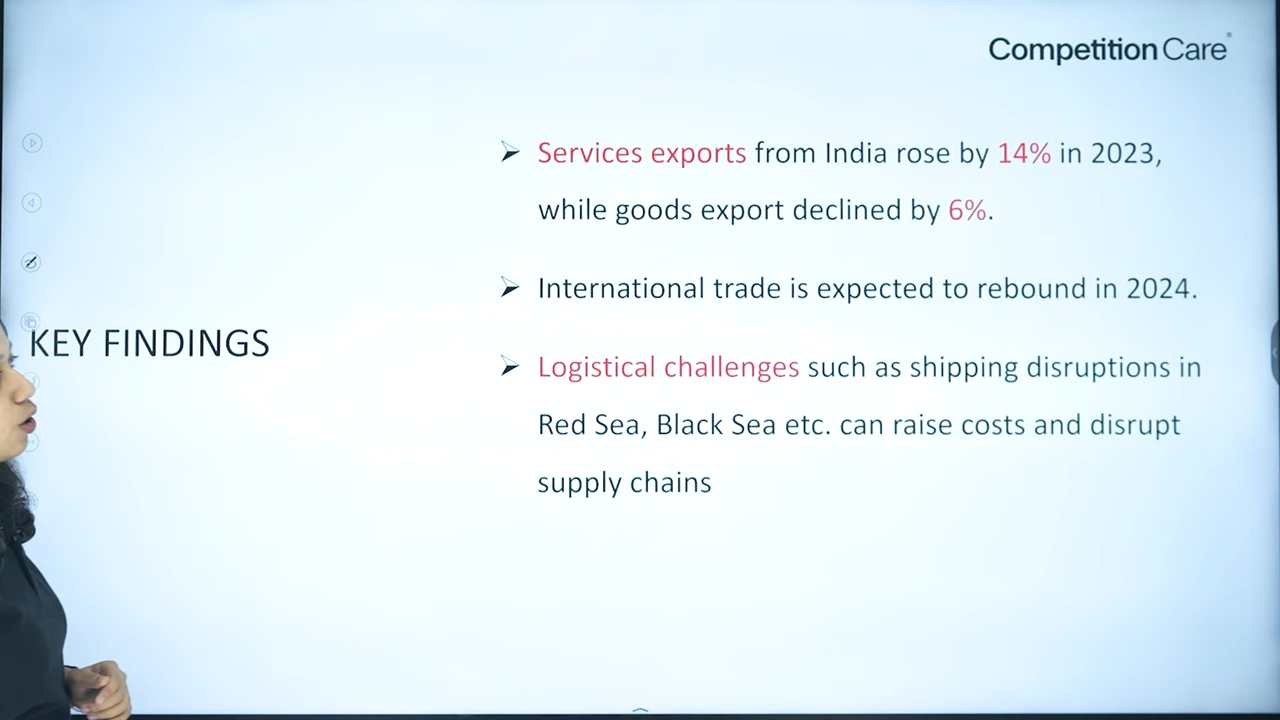 Competition Care
Services exports from India rose by 14% in 2023,
while goods export declined by 6%.
International trade is expected to rebound in 2024.
KEY FINDINGS
Logistical challenges such as shipping disruptions in
Red Sea, Black Sea etc. can raise costs and disrupt
supply chains